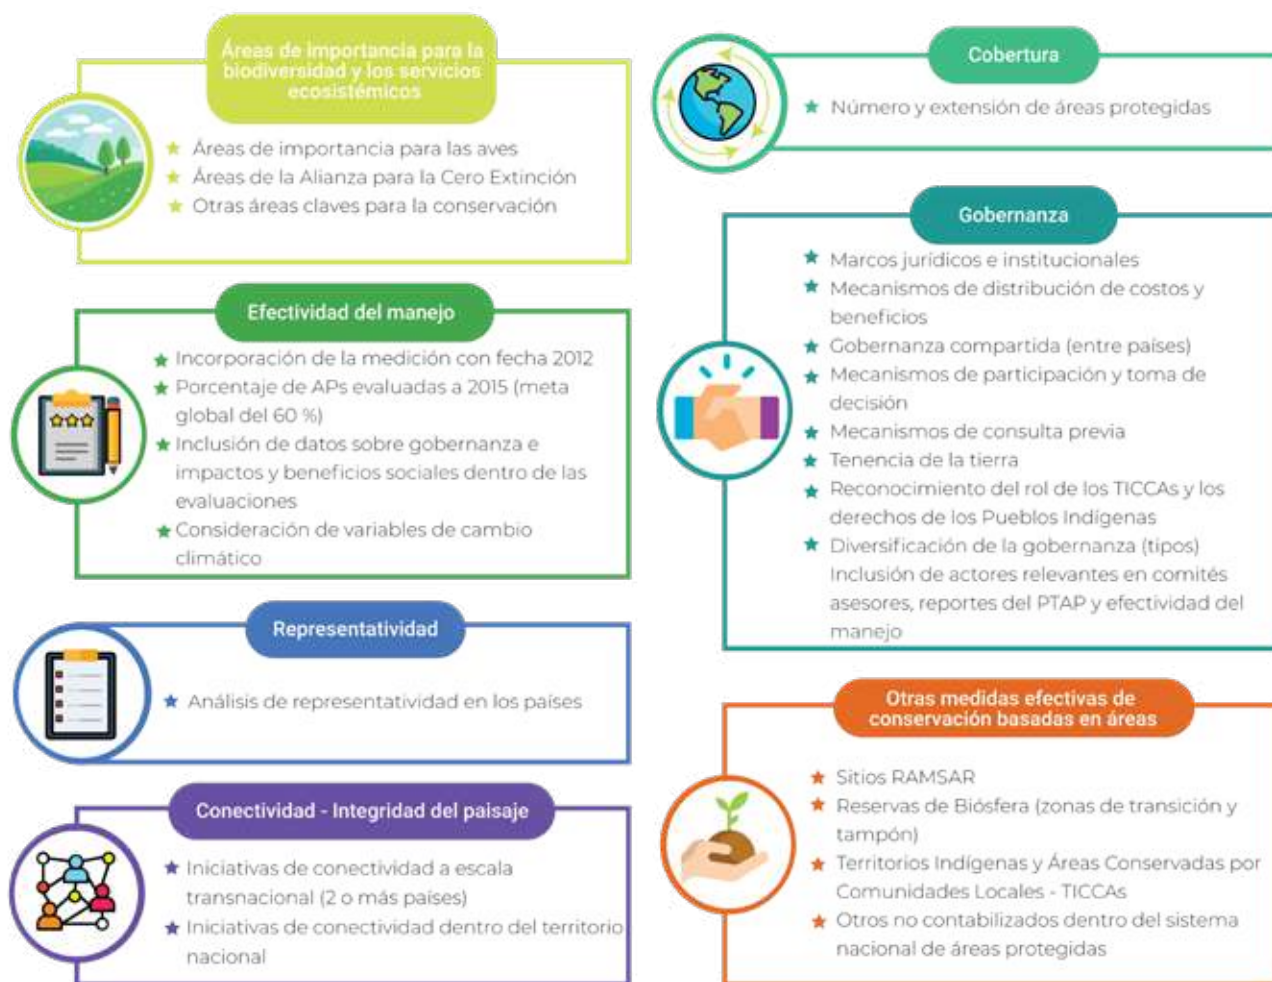 Áreas de importancia para la
biodiversidad y los servicios
ecosistémicos
Áreas de importancia para las aves
Áreas de la Alianza para la Cero Extinción
Otras áreas claves para la conservación
Efectividad del manejo
Incorporación de la medición con fecha 2012
Porcentaje de APs evaluadas a 2015 (meta
global del 60 %)
Inclusión de datos sobre gobernanza e
impactos y beneficios sociales dentro de las
evaluaciones
Consideración de variables de cambio
climático
Representatividad
Análisis de representatividad en los países
Conectividad - Integridad del paisaje
Iniciativas de conectividad a escala
transnacional (2 o más países)
Iniciativas de conectividad dentro del territorio
nacional
Cobertura
Número y extensión de áreas protegidas
Gobernanza
Marcos jurídicos e institucionales
Mecanismos de distribución de costos y
beneficios
Gobernanza compartida (entre países)
Mecanismos de participación y toma de
decisión
Mecanismos de consulta previa
Tenencia de la tierra
Reconocimiento del rol de los TICCAs y los
derechos de los Pueblos Indígenas
Diversificación de la gobernanza (tipos)
Inclusión de actores relevantes en comités
asesores, reportes del PTAP y efectividad del
manejo
Otras medidas efectivas de
conservación basadas en áreas
Sitios RAMSAR
Reservas de Biósfera (zonas de transición y
tampón)
Territorios Indígenas y Áreas Conservadas por
Comunidades Locales - TICCAs
Otros no contabilizados dentro del sistema
nacional de áreas protegidas